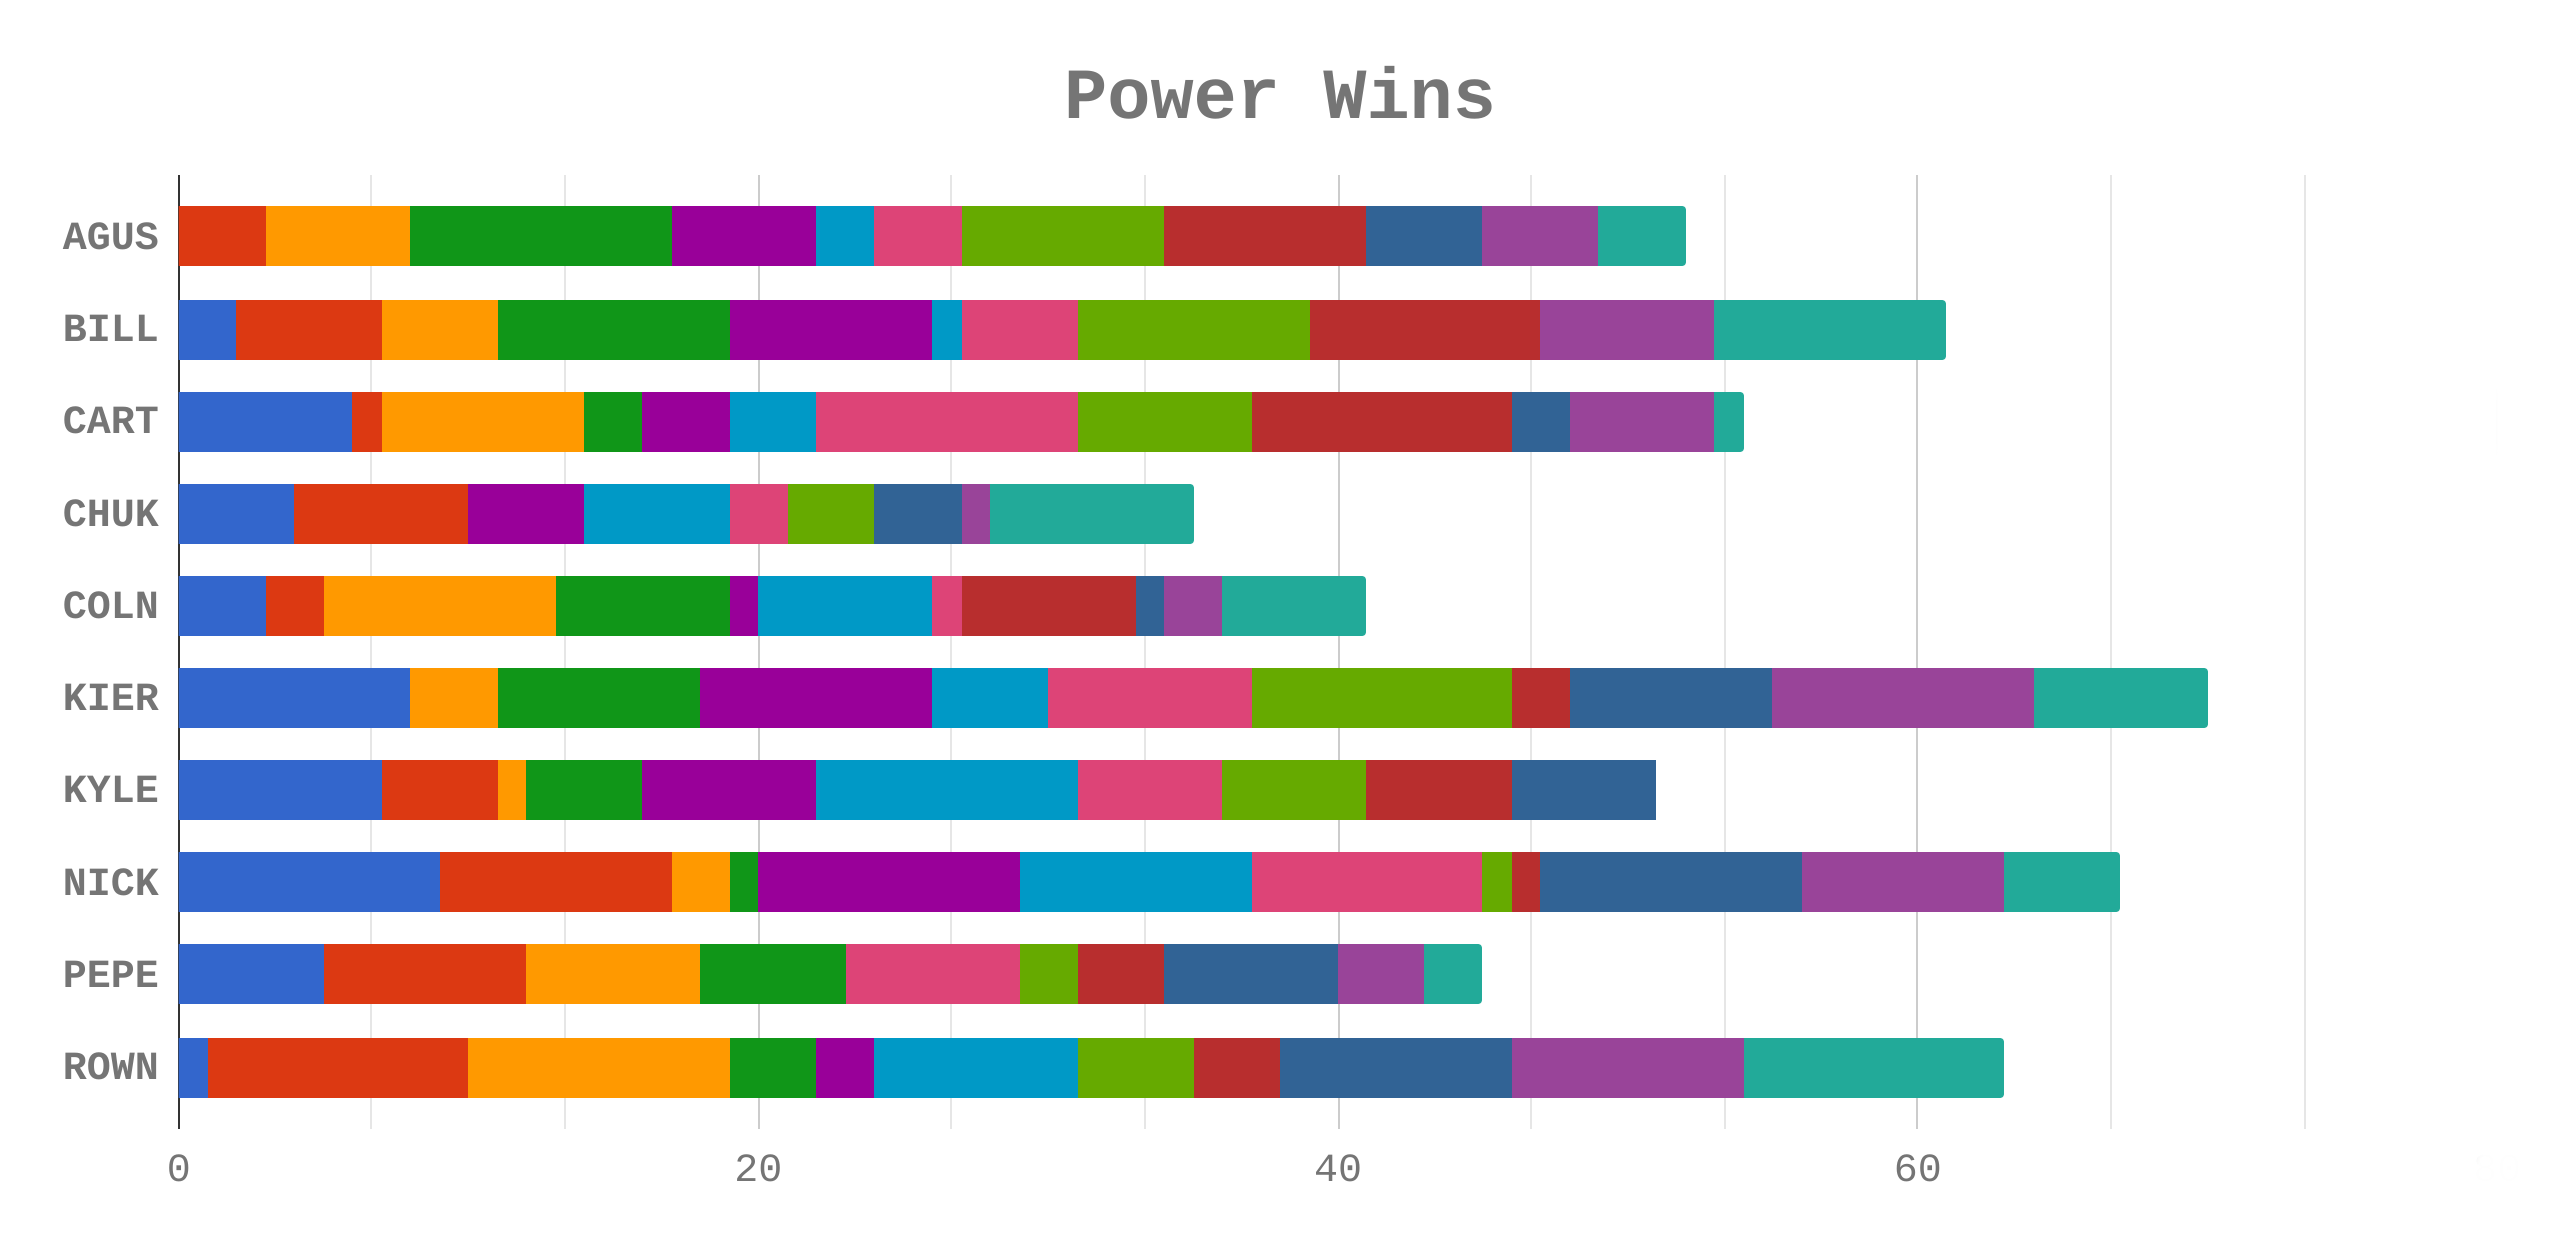 Power Wins
AGUS
BILL
CART
CHUK
COLN
KIER
KYLE
NICK
PEPE
ROWN
0 20 40 60